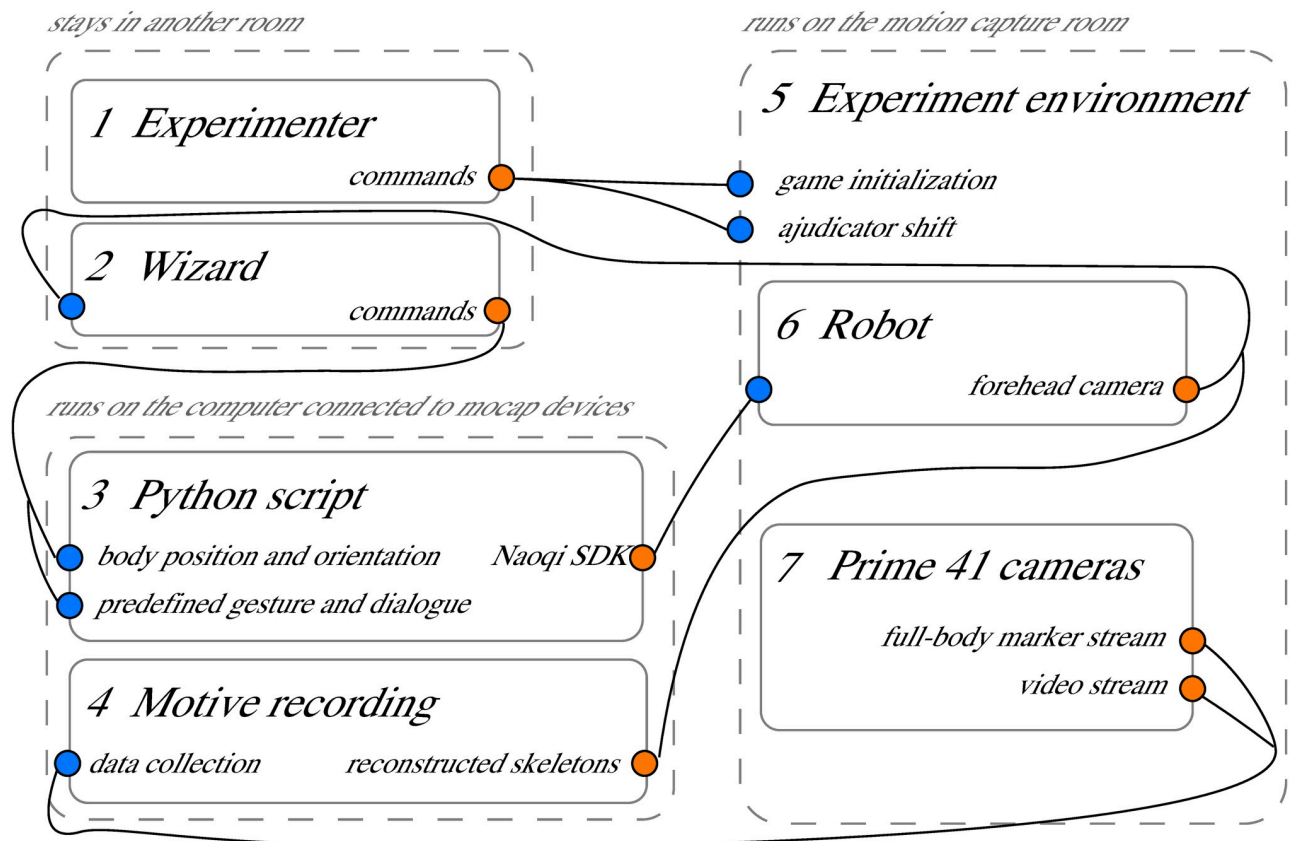 stays in another room
1 Experimenter
commands
2 Wizard
commands
runs on the computer connected to mocap devices
3 Python script
body position and orientation
Naoqi SDK
predefined gesture and dialogue
4 Motive recording
data collection
reconstructed skeletons
runs on the motion capture room
5 Experiment environment
game initialization
ajudicator shift
6 Robot
forehead camera
7 Prime 41 cameras
full-body marker stream
video stream